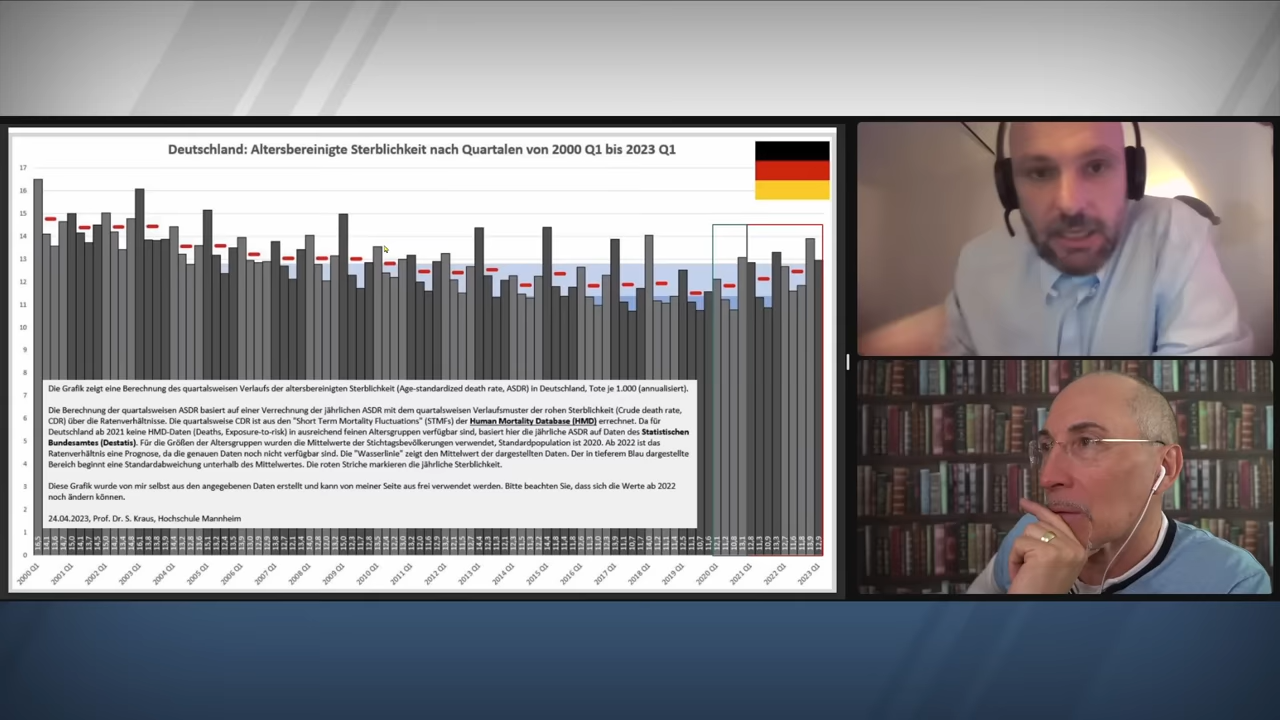 Deutschland: Altersbereinigte Sterblichkeit nach Quartalen von 2000 Q1 bis 2023 Q1
17
16
15
14
13
12
11
10
9
8
7
6
5
4
3
2
1
0
Die Grafik zeigt eine Berechnung des quartalsweisen Verlaufs der altersbereinigten Sterblichkeit (Age-standardized death rate, ASDR) in Deutschland, Tote je 1.000 (annualisiert).
Die Berechnung der quartalsweisen ASDR basiert auf einer Verrechnung der jährlichen ASDR mit dem quartalsweisen Verlaufsmuster der rohen Sterblichkeit (Crude death rate,
CDR) über die Ratenverhältnisse. Die quartalsweise CDR ist aus den "Short Term Mortality Fluctuations" (STMFs) der Human Mortality Database (HMD) errechnet. Da für
Deutschland ab 2021 keine HMD-Daten (Deaths, Exposure-to-risk) in ausreichend feinen Altersgruppen verfügbar sind, basiert hier die jährliche ASDR auf Daten des Statistischen
Bundesamtes (Destatis). Für die Größen der Altersgruppen wurden die Mittelwerte der Stichtagsbevölkerungen verwendet, Standardpopulation ist 2020. Ab 2022 ist das
Ratenverhältnis eine Prognose, da die genauen Daten noch nicht verfügbar sind. Die "Wasserlinie" zeigt den Mittelwert der dargestellten Daten. Der in tieferem Blau dargestellte
Bereich beginnt eine Standardabweichung unterhalb des Mittelwertes. Die roten Striche markieren die jährliche Sterblichkeit.
Diese Grafik wurde von mir selbst aus den angegebenen Daten erstellt und kann von meiner Seite aus frei verwendet werden. Bitte beachten Sie, dass sich die Werte ab 2022
noch ändern können.
24.04.2023, Prof. Dr. S. Kraus, Hochschule Mannheim
2000 Q1
2001 Q1
2002 Q1
2003 Q1
2004 Q1
2005 Q1
2006 Q1
2007 Q1
2008 Q1
2009 Q1
2010 Q1
2011 Q1
2012 Q1
2013 Q1
2014 Q1
2015 Q1
2016 Q1
2017 Q1
2018 Q1
2019 Q1
2020 Q1
2021 Q1
2022 Q1
2023 Q1